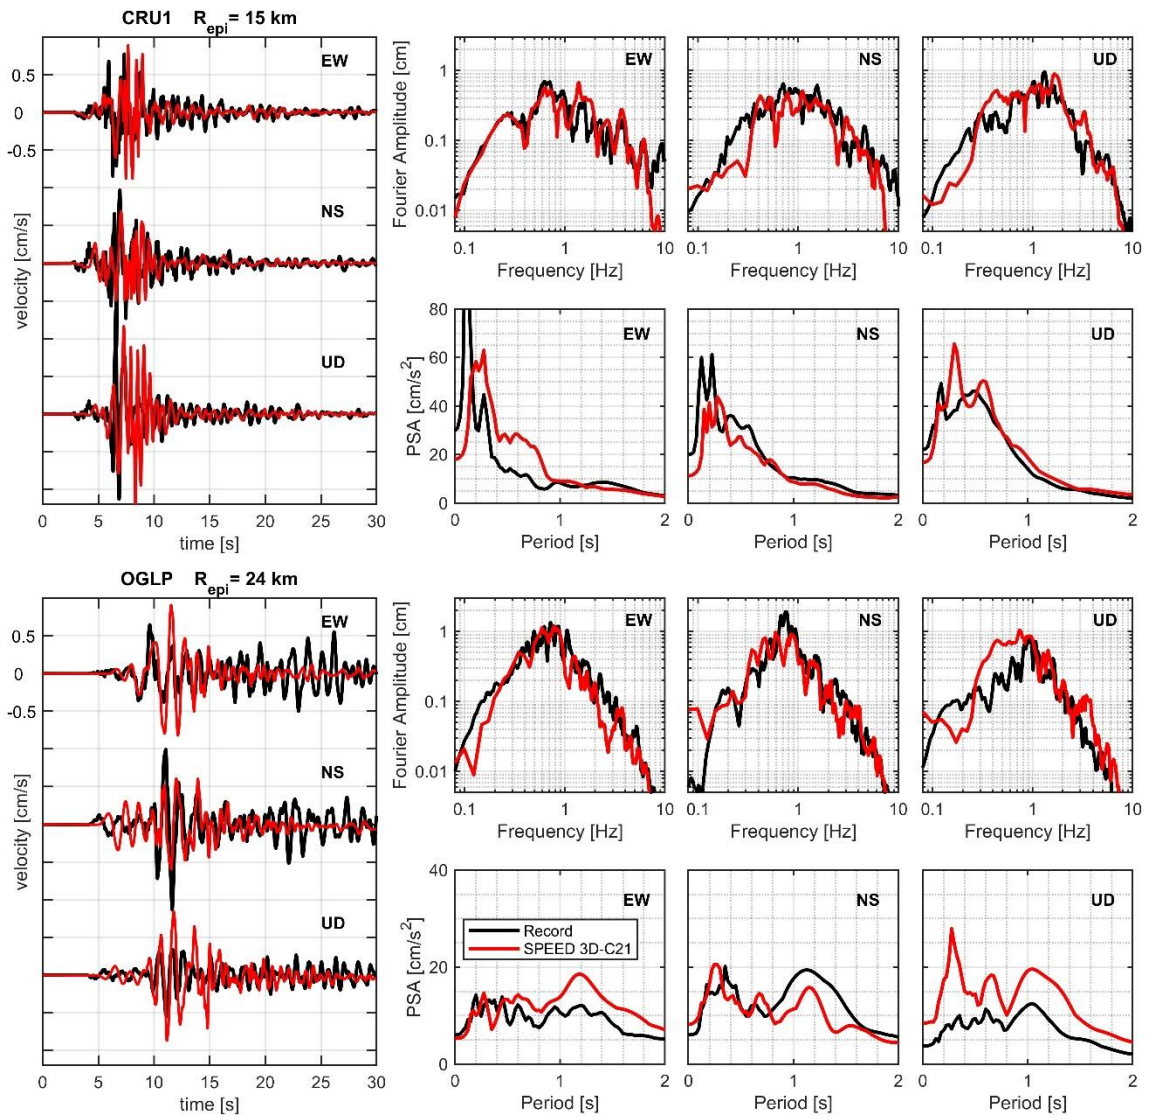 CRU1 R_epi= 15 km
EW
0.5
0
-0.5
NS
velocity [cm/s]
UD
0 5 10 15 20 25 30
time [s]
EW
NS
UD
Fourier Amplitude [cm]
1
0.1
0.01
0.1 1 10
0.1 1 10
0.1 1 10
Frequency [Hz]
Frequency [Hz]
Frequency [Hz]
EW
NS
UD
PSA [cm/s²]
80
60
40
20
0
0 1 2
0 1 2
0 1 2
Period [s]
Period [s]
Period [s]
OGLP R_epi= 24 km
EW
0.5
0
-0.5
NS
velocity [cm/s]
UD
0 5 10 15 20 25 30
time [s]
EW
NS
UD
Fourier Amplitude [cm]
1
0.1
0.01
0.1 1 10
0.1 1 10
0.1 1 10
Frequency [Hz]
Frequency [Hz]
Frequency [Hz]
EW
NS
UD
Record
SPEED 3D-C21
PSA [cm/s²]
40
20
0
0 1 2
0 1 2
0 1 2
Period [s]
Period [s]
Period [s]